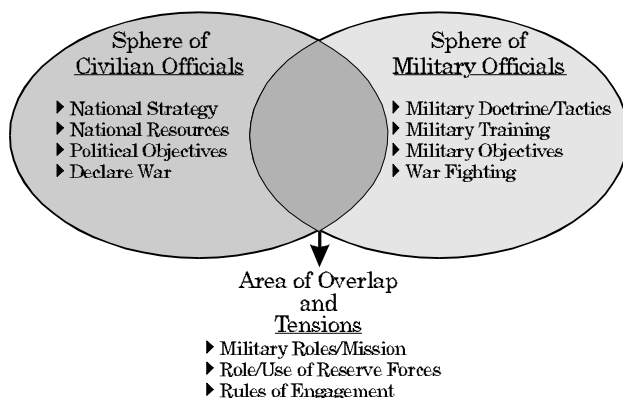 Sphere of
Civilian Officials
National Strategy
National Resources
Political Objectives
Declare War
Sphere of
Military Officials
Military Doctrine/Tactics
Military Training
Military Objectives
War Fighting
Area of Overlap
and
Tensions
Military Roles/Mission
Role/Use of Reserve Forces
Rules of Engagement